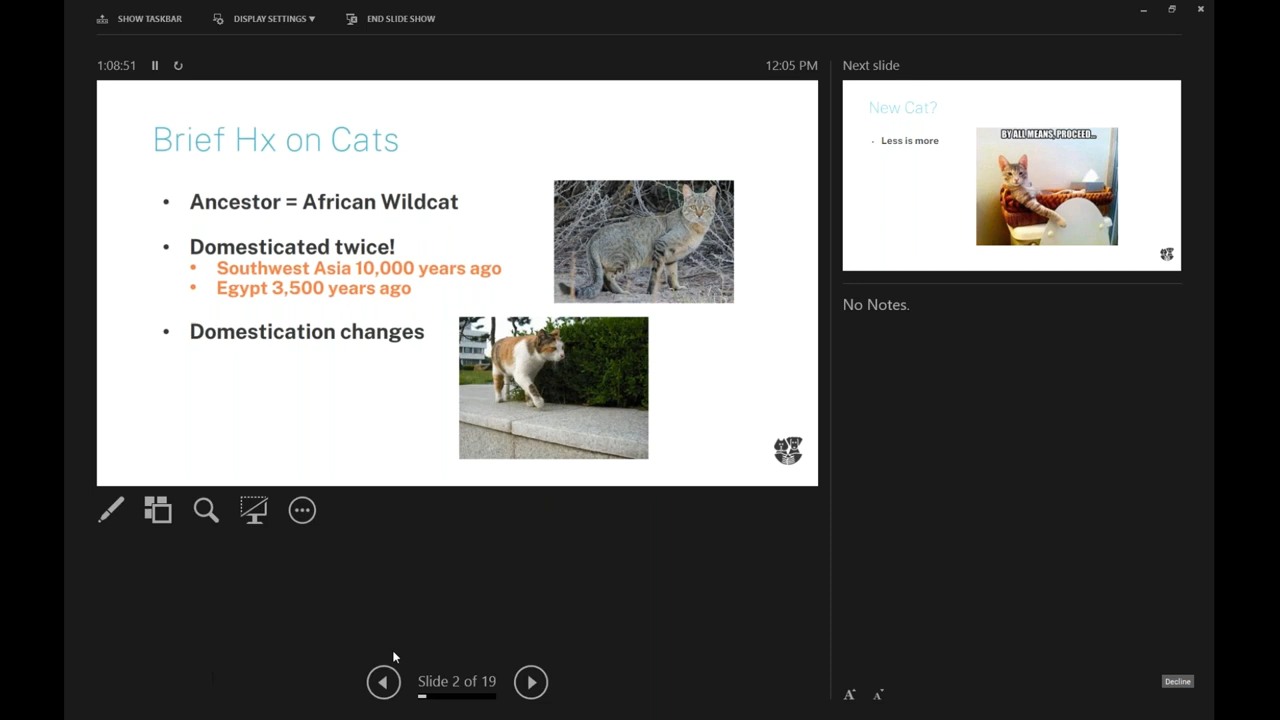 SHOW TASKBAR
DISPLAY SETTINGS ▼
END SLIDE SHOW
1:08:51
12:05 PM
Brief Hx on Cats
• Ancestor = African Wildcat
• Domesticated twice!
• Southwest Asia 10,000 years ago
• Egypt 3,500 years ago
• Domestication changes
Slide 2 of 19
Next slide
New Cat?
• Less is more
BY ALL MEANS, PROCEED...
No Notes.
A A
Decline